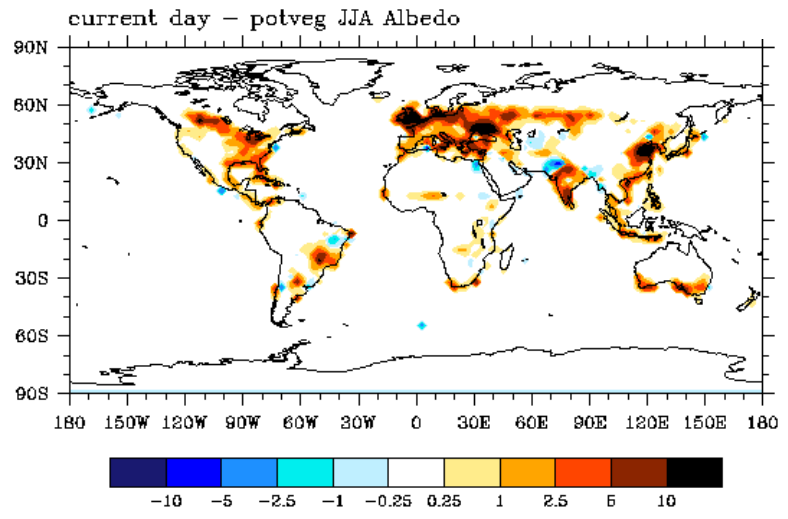 current day – potveg JJA Albedo
90N
60N
30N
0
30S
60S
90S
180 150W 120W 90W 60W 30W 0 30E 60E 90E 120E 150E 180
-10 -5 -2.5 -1 -0.25 0.25 1 2.5 5 10